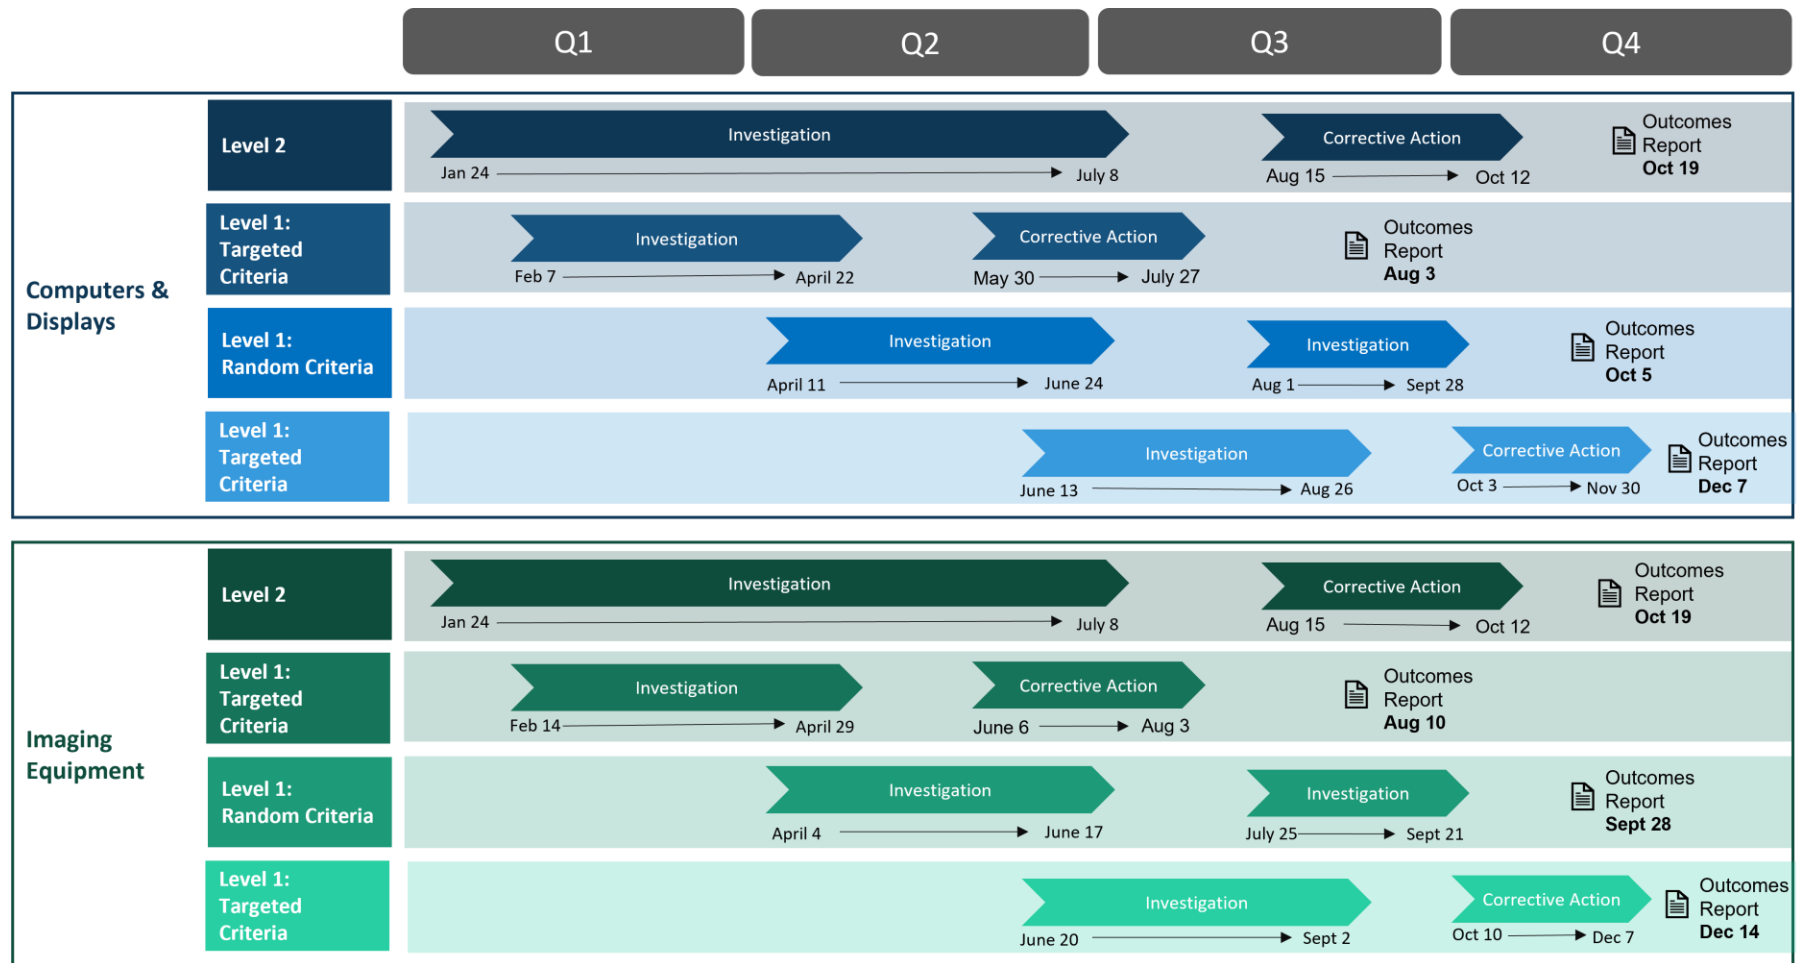 Q1 Q2 Q3 Q4
Computers &
Displays
Level 2
Investigation
Jan 24 July 8
Corrective Action
Aug 15 Oct 12
Outcomes
Report
Oct 19
Level 1:
Targeted
Criteria
Investigation
Feb 7 April 22
Corrective Action
May 30 July 27
Outcomes
Report
Aug 3
Level 1:
Random Criteria
Investigation
April 11 June 24
Investigation
Aug 1 Sept 28
Outcomes
Report
Oct 5
Level 1:
Targeted
Criteria
Investigation
June 13 Aug 26
Corrective Action
Oct 3 Nov 30
Outcomes
Report
Dec 7
Imaging
Equipment
Level 2
Investigation
Jan 24 July 8
Corrective Action
Aug 15 Oct 12
Outcomes
Report
Oct 19
Level 1:
Targeted
Criteria
Investigation
Feb 14 April 29
Corrective Action
June 6 Aug 3
Outcomes
Report
Aug 10
Level 1:
Random Criteria
Investigation
April 4 June 17
Investigation
July 25 Sept 21
Outcomes
Report
Sept 28
Level 1:
Targeted
Criteria
Investigation
June 20 Sept 2
Corrective Action
Oct 10 Dec 7
Outcomes
Report
Dec 14